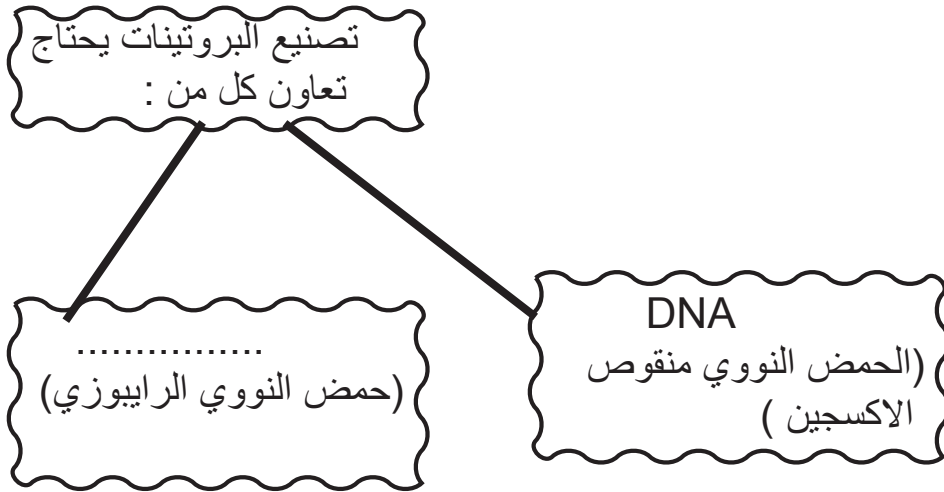 تصنيع البروتينات يحتاج
تعاون كل من :
DNA
(الحمض النووي منقوص
الاكسجين )
................
(حمض النووي الرايبوزي)